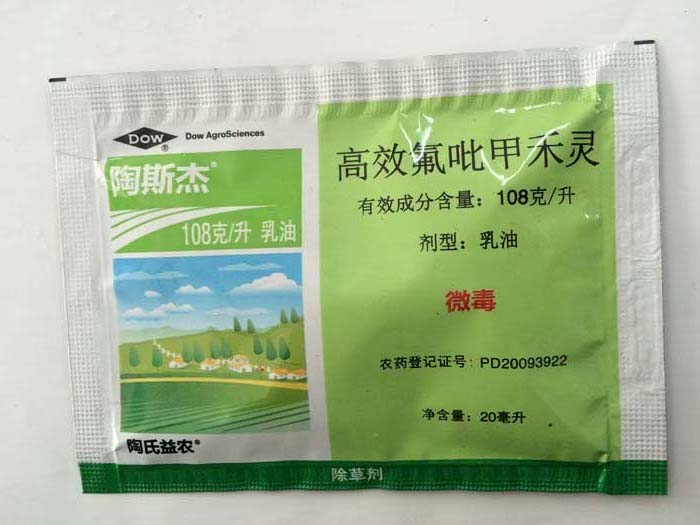 DOW® Dow AgroSciences
陶斯杰®
108克/升 乳油
陶氏益农®
高效氟吡甲禾灵
有效成分含量：108克/升
剂型：乳油
微毒
农药登记证号：PD20093922
净含量：20毫升
除草剂